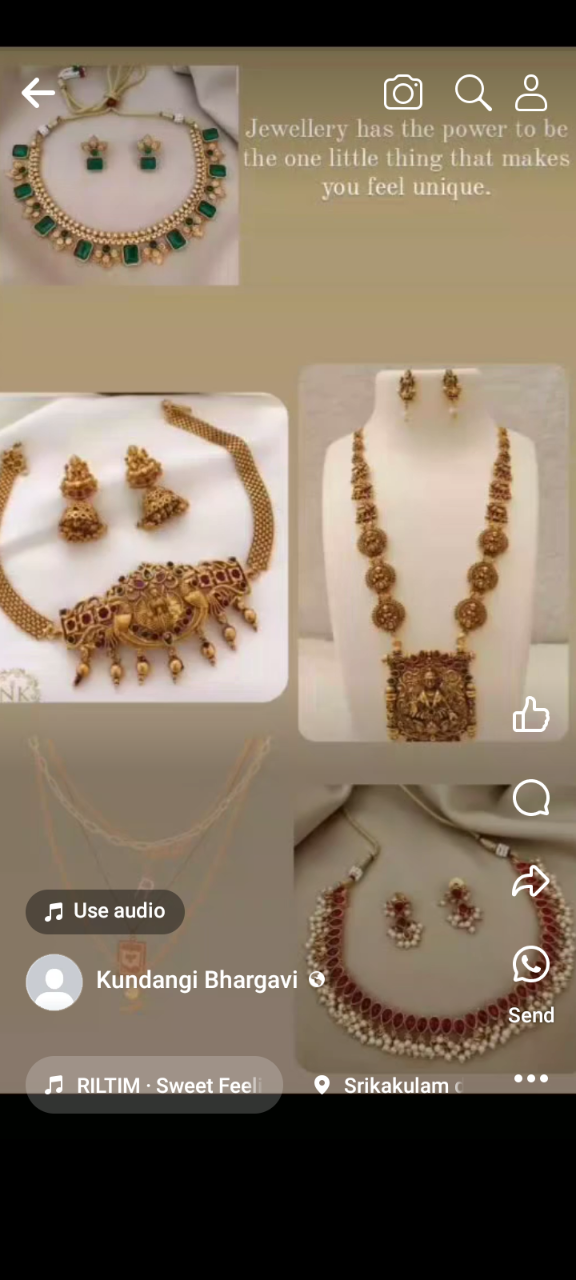 Jewellery has the power to be
the one little thing that makes
you feel unique.
NK
Use audio
Kundangi Bhargavi
Send
RILTIM · Sweet Feeli
Srikakulam